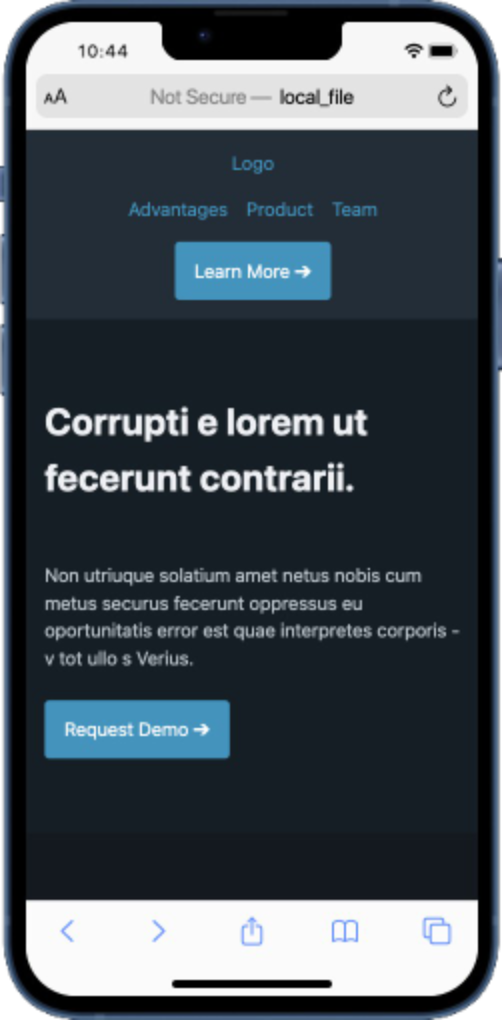 10:44
AA Not Secure — local_file
Logo
Advantages Product Team
Learn More ➔
Corrupti e lorem ut
fecerunt contrarii.
Non utriuque solatium amet netus nobis cum
metus securus fecerunt oppressus eu
oportunitatis error est quae interpretes corporis -
v tot ullo s Verius.
Request Demo ➔